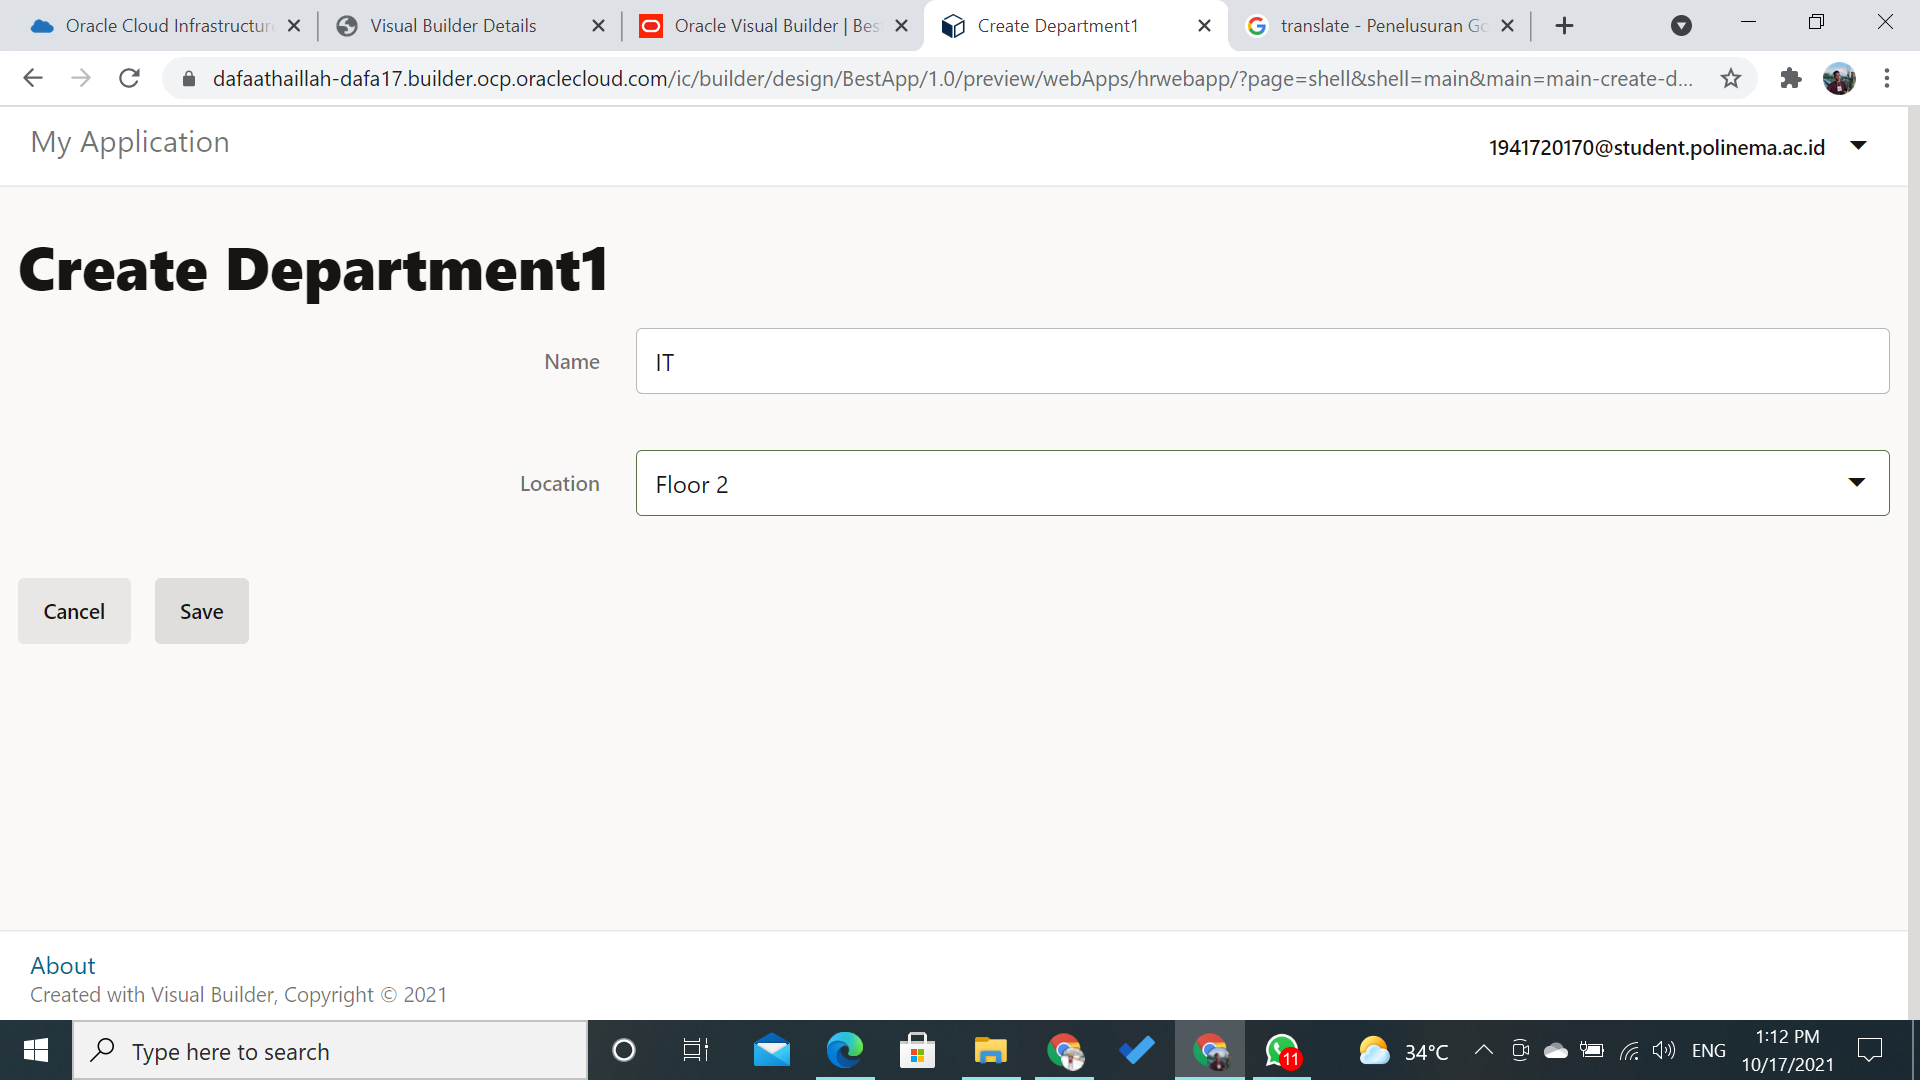 Oracle Cloud Infrastructure
Visual Builder Details
Oracle Visual Builder | Bes
Create Department1
translate - Penelusuran Go
dafaathaillah-dafa17.builder.ocp.oraclecloud.com/ic/builder/design/BestApp/1.0/preview/webApps/hrwebapp/?page=shell&shell=main&main=main-create-d...
My Application
1941720170@student.polinema.ac.id
Create Department1
Name
IT
Location
Floor 2
Cancel
Save
About
Created with Visual Builder, Copyright © 2021
Type here to search
11
34°C
ENG
1:12 PM
10/17/2021